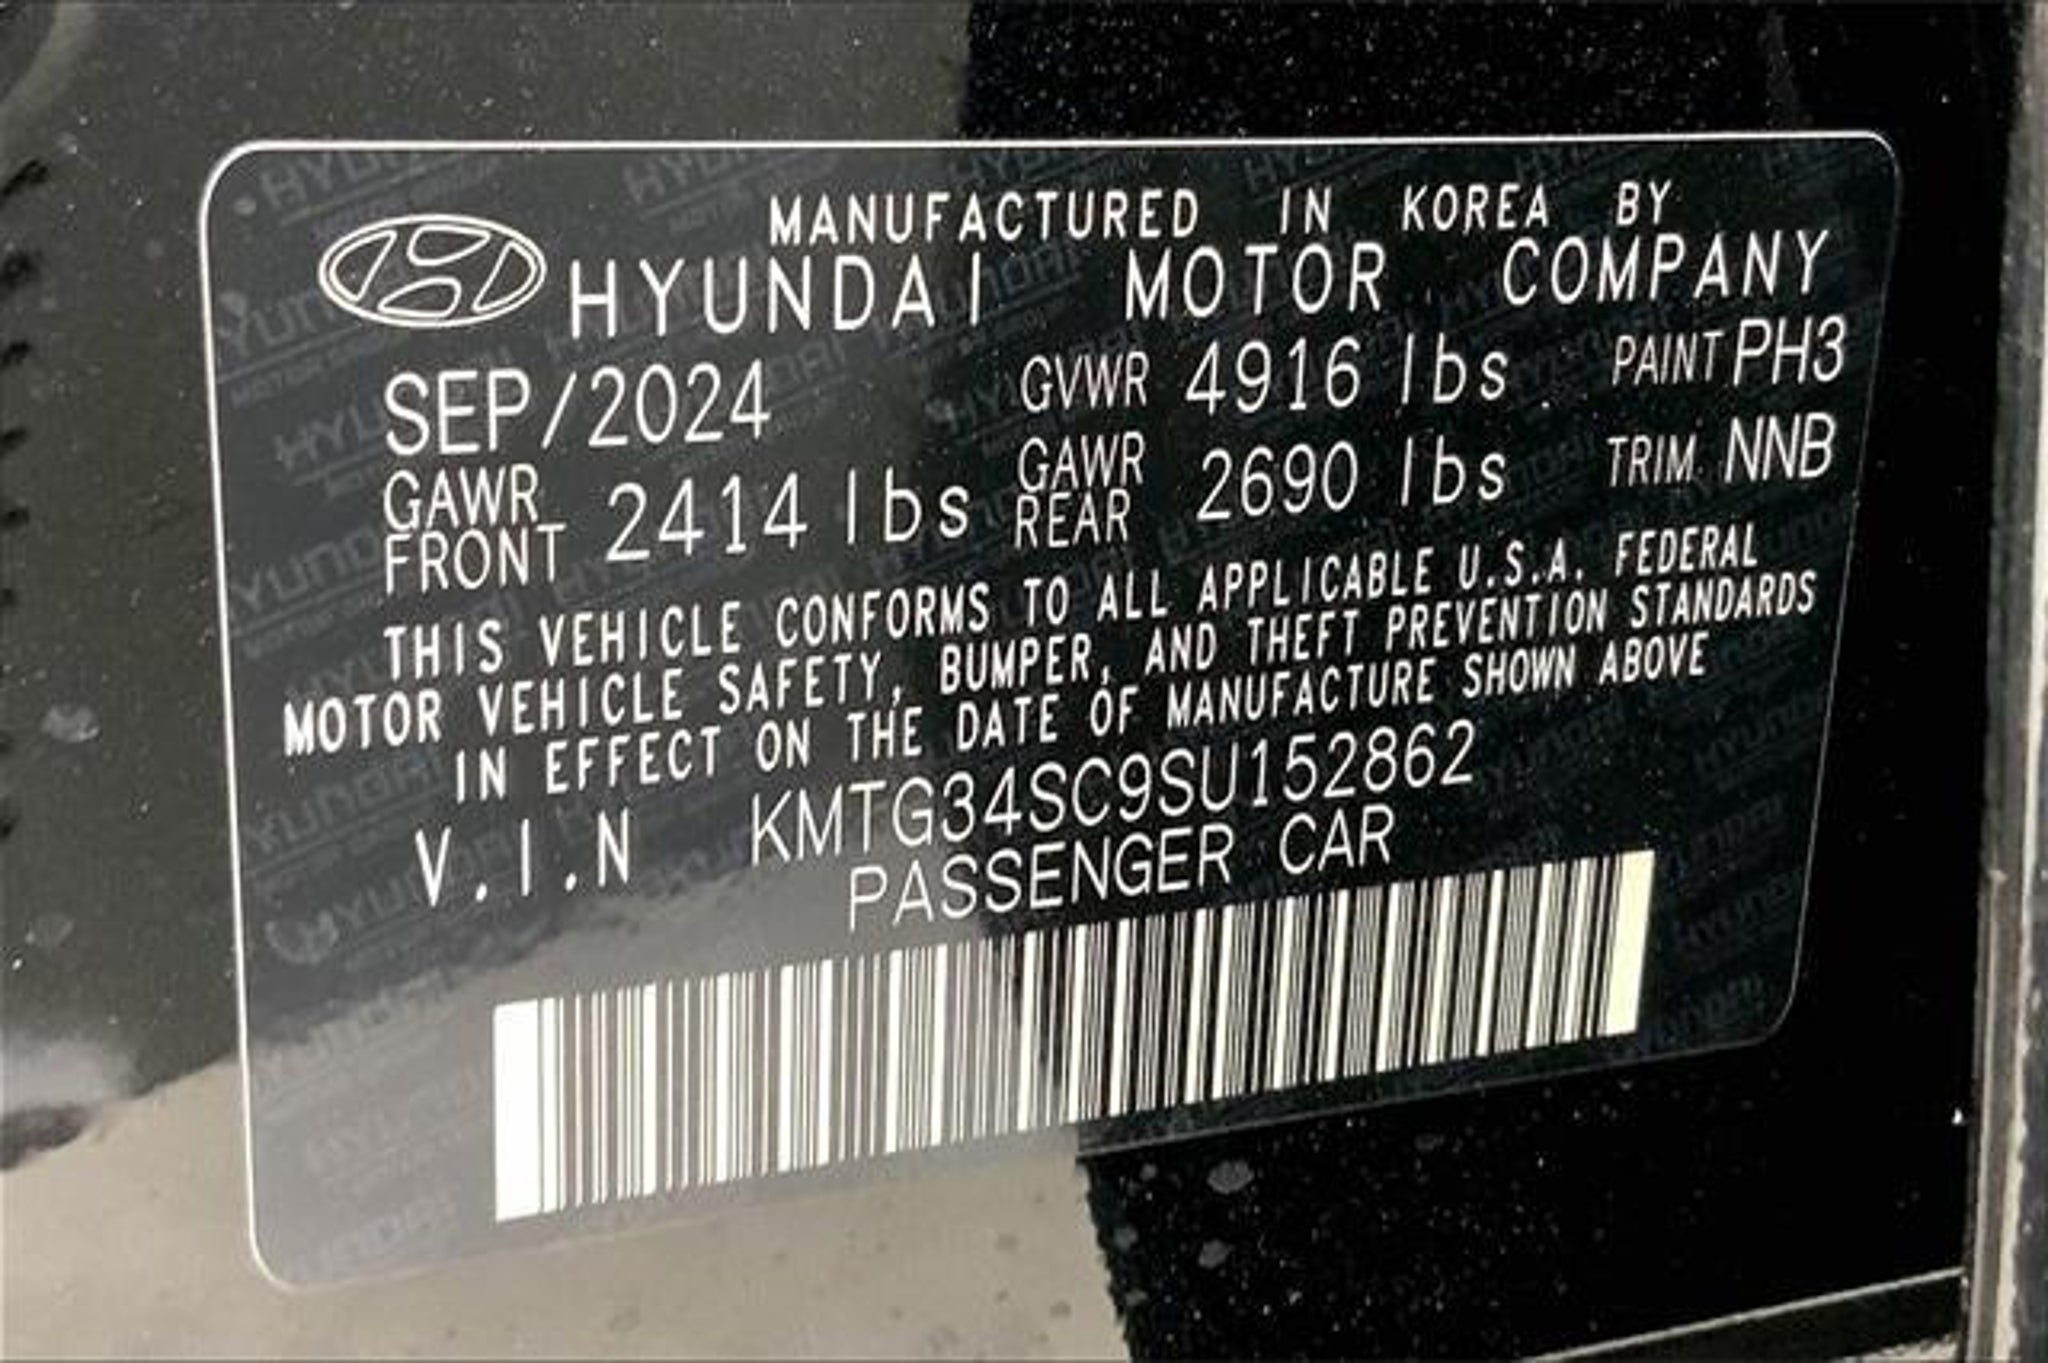 MANUFACTURED IN KOREA BY
HYUNDAI MOTOR COMPANY
SEP/2024 GVWR 4916 lbs PAINT PH3
GAWR FRONT 2414 lbs GAWR REAR 2690 lbs TRIM NNB
THIS VEHICLE CONFORMS TO ALL APPLICABLE U.S.A. FEDERAL
MOTOR VEHICLE SAFETY, BUMPER, AND THEFT PREVENTION STANDARDS
IN EFFECT ON THE DATE OF MANUFACTURE SHOWN ABOVE
V.I.N KMTG34SC9SU152862
PASSENGER CAR